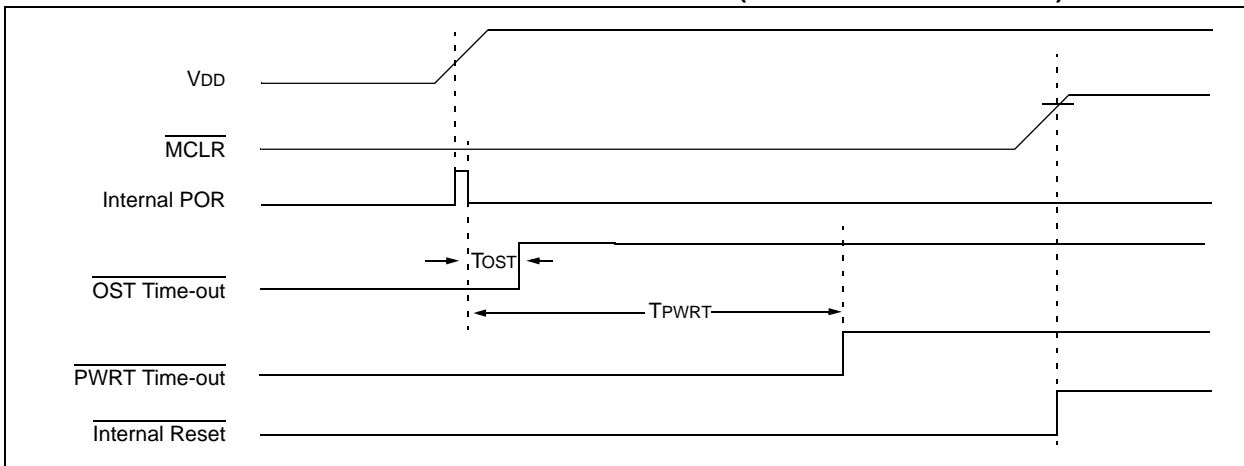 VDD
MCLR
Internal POR
TOST
OST Time-out
TPWRT
PWRT Time-out
Internal Reset